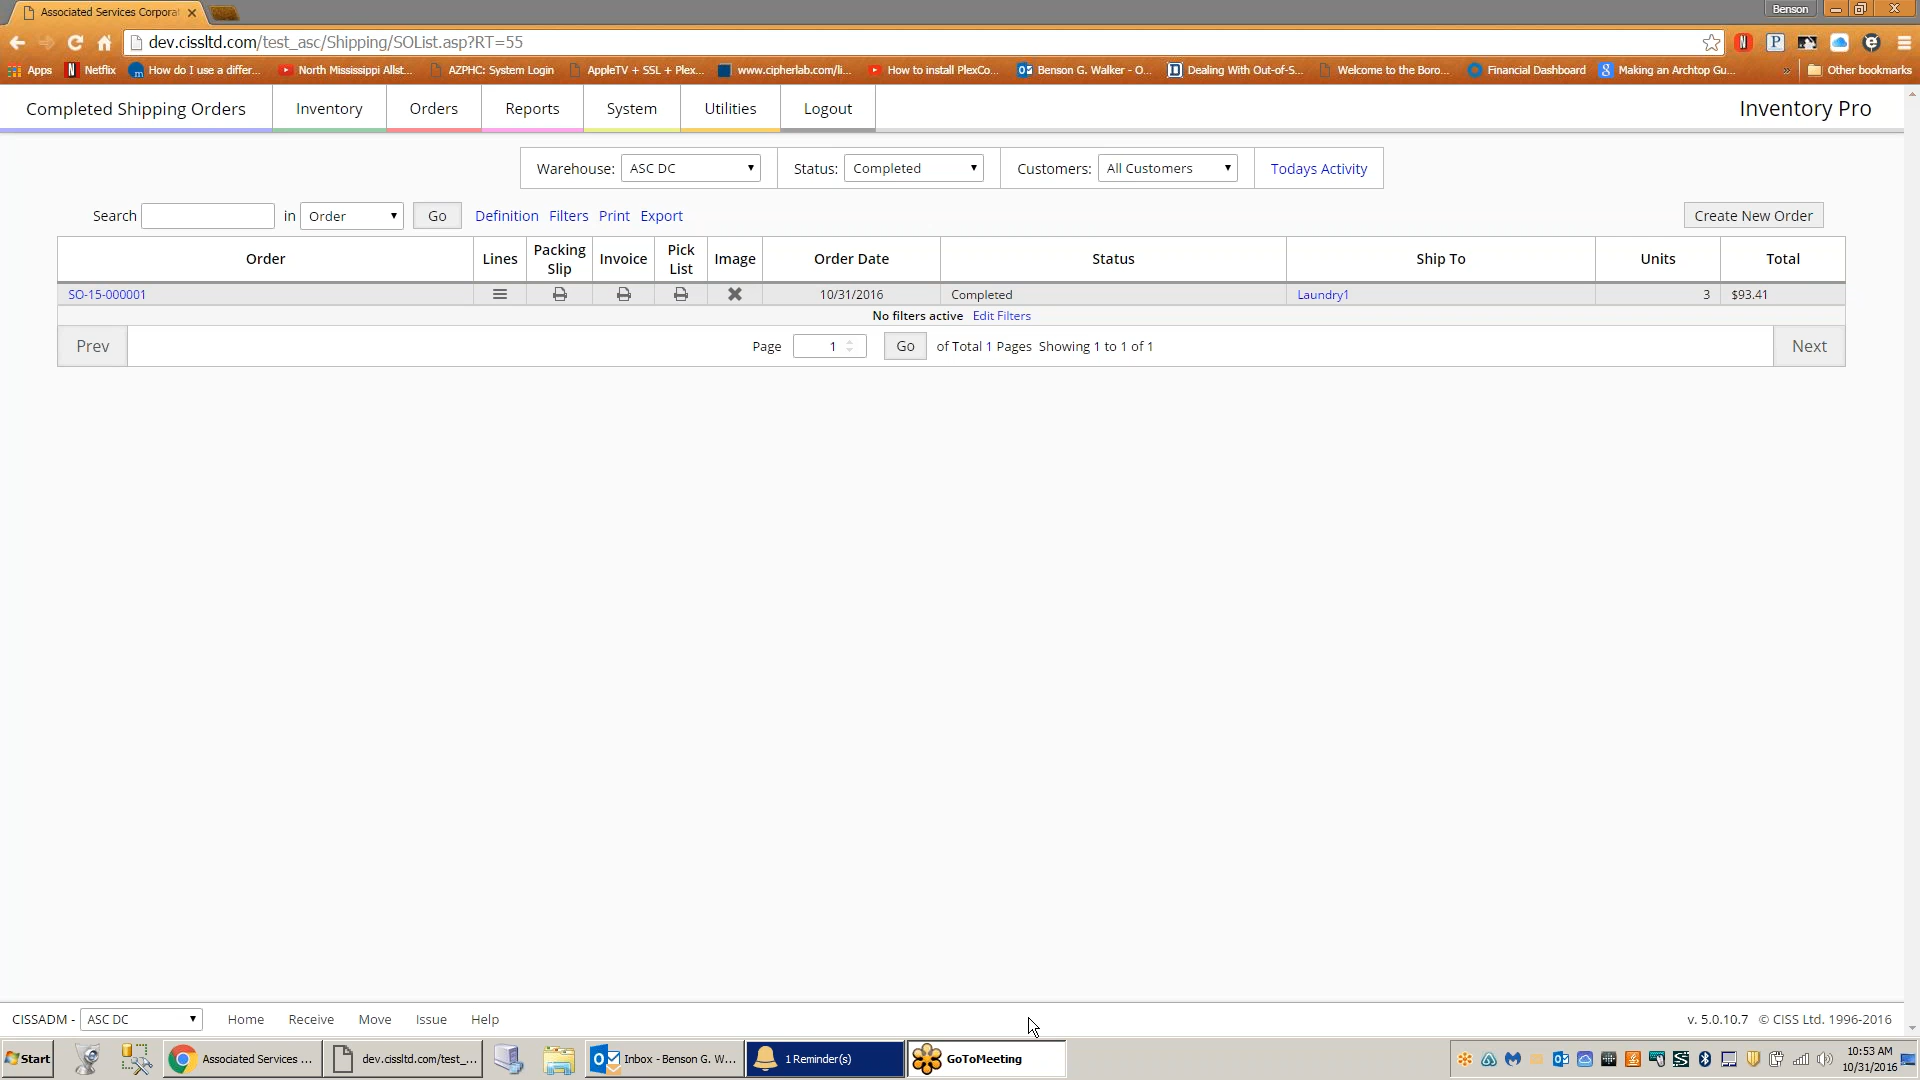 Associated Services Corporat
Benson
dev.cissltd.com/test_asc/Shipping/SOList.asp?RT=55
Apps Netflix How do I use a differ... North Mississippi Allst... AZPHC: System Login AppleTV + SSL + Plex... www.cipherlab.com/li... How to install PlexCo... Benson G. Walker - O... Dealing With Out-of-S... Welcome to the Boro... Financial Dashboard Making an Archtop Gu... » Other bookmarks
Completed Shipping Orders Inventory Orders Reports System Utilities Logout Inventory Pro
Warehouse: ASC DC Status: Completed Customers: All Customers Todays Activity
Search in Order Go Definition Filters Print Export Create New Order
Order Lines Packing Slip Invoice Pick List Image Order Date Status Ship To Units Total
SO-15-000001 10/31/2016 Completed Laundry1 3 $93.41
No filters active Edit Filters
Prev Page 1 Go of Total 1 Pages Showing 1 to 1 of 1 Next
CISSADM - ASC DC Home Receive Move Issue Help v. 5.0.10.7 © CISS Ltd. 1996-2016
Start Associated Services ... dev.cissltd.com/test_... Inbox - Benson G. W... 1 Reminder(s) GoToMeeting 10:53 AM
10/31/2016